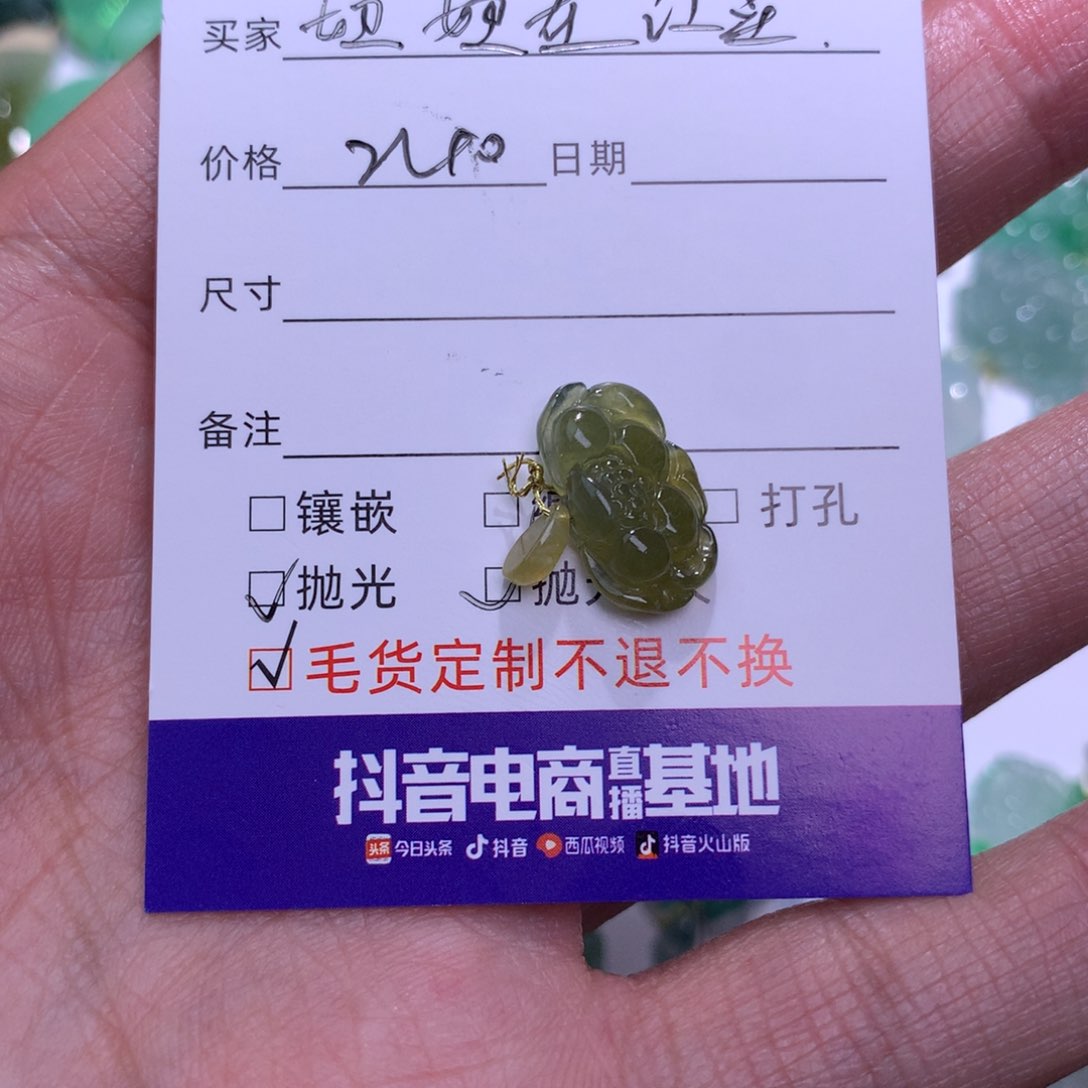 买家
价格 日期
尺寸
备注
镶嵌 打孔
抛光 抛光
毛货定制不退不换
抖音电商直播基地
今日头条 抖音 西瓜视频 抖音火山版